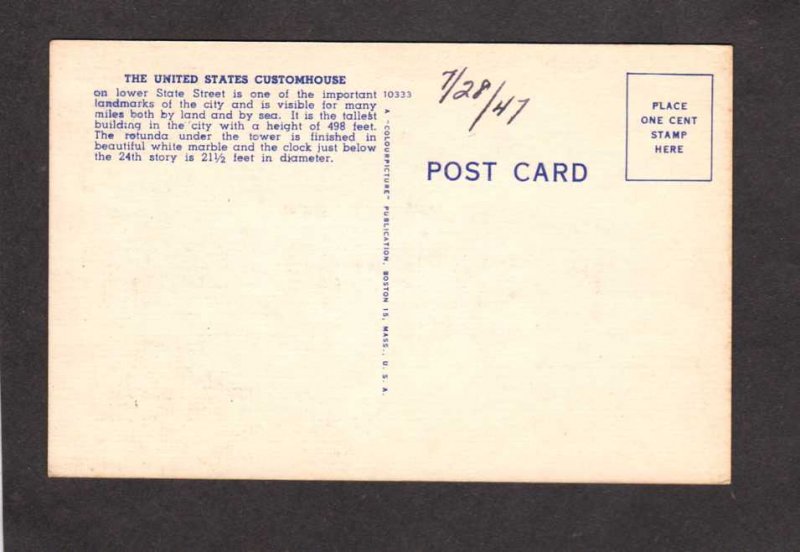 THE UNITED STATES CUSTOMHOUSE
on lower State Street is one of the important
landmarks of the city and is visible for many
miles both by land and by sea. It is the tallest
building in the city with a height of 498 feet.
The rotunda under the tower is finished in
beautiful white marble and the clock just below
the 24th story is 21½ feet in diameter.
10333
A "COLOURPICTURE" PUBLICATION, BOSTON 15, MASS., U. S. A.
7/28/47
POST CARD
PLACE
ONE CENT
STAMP
HERE